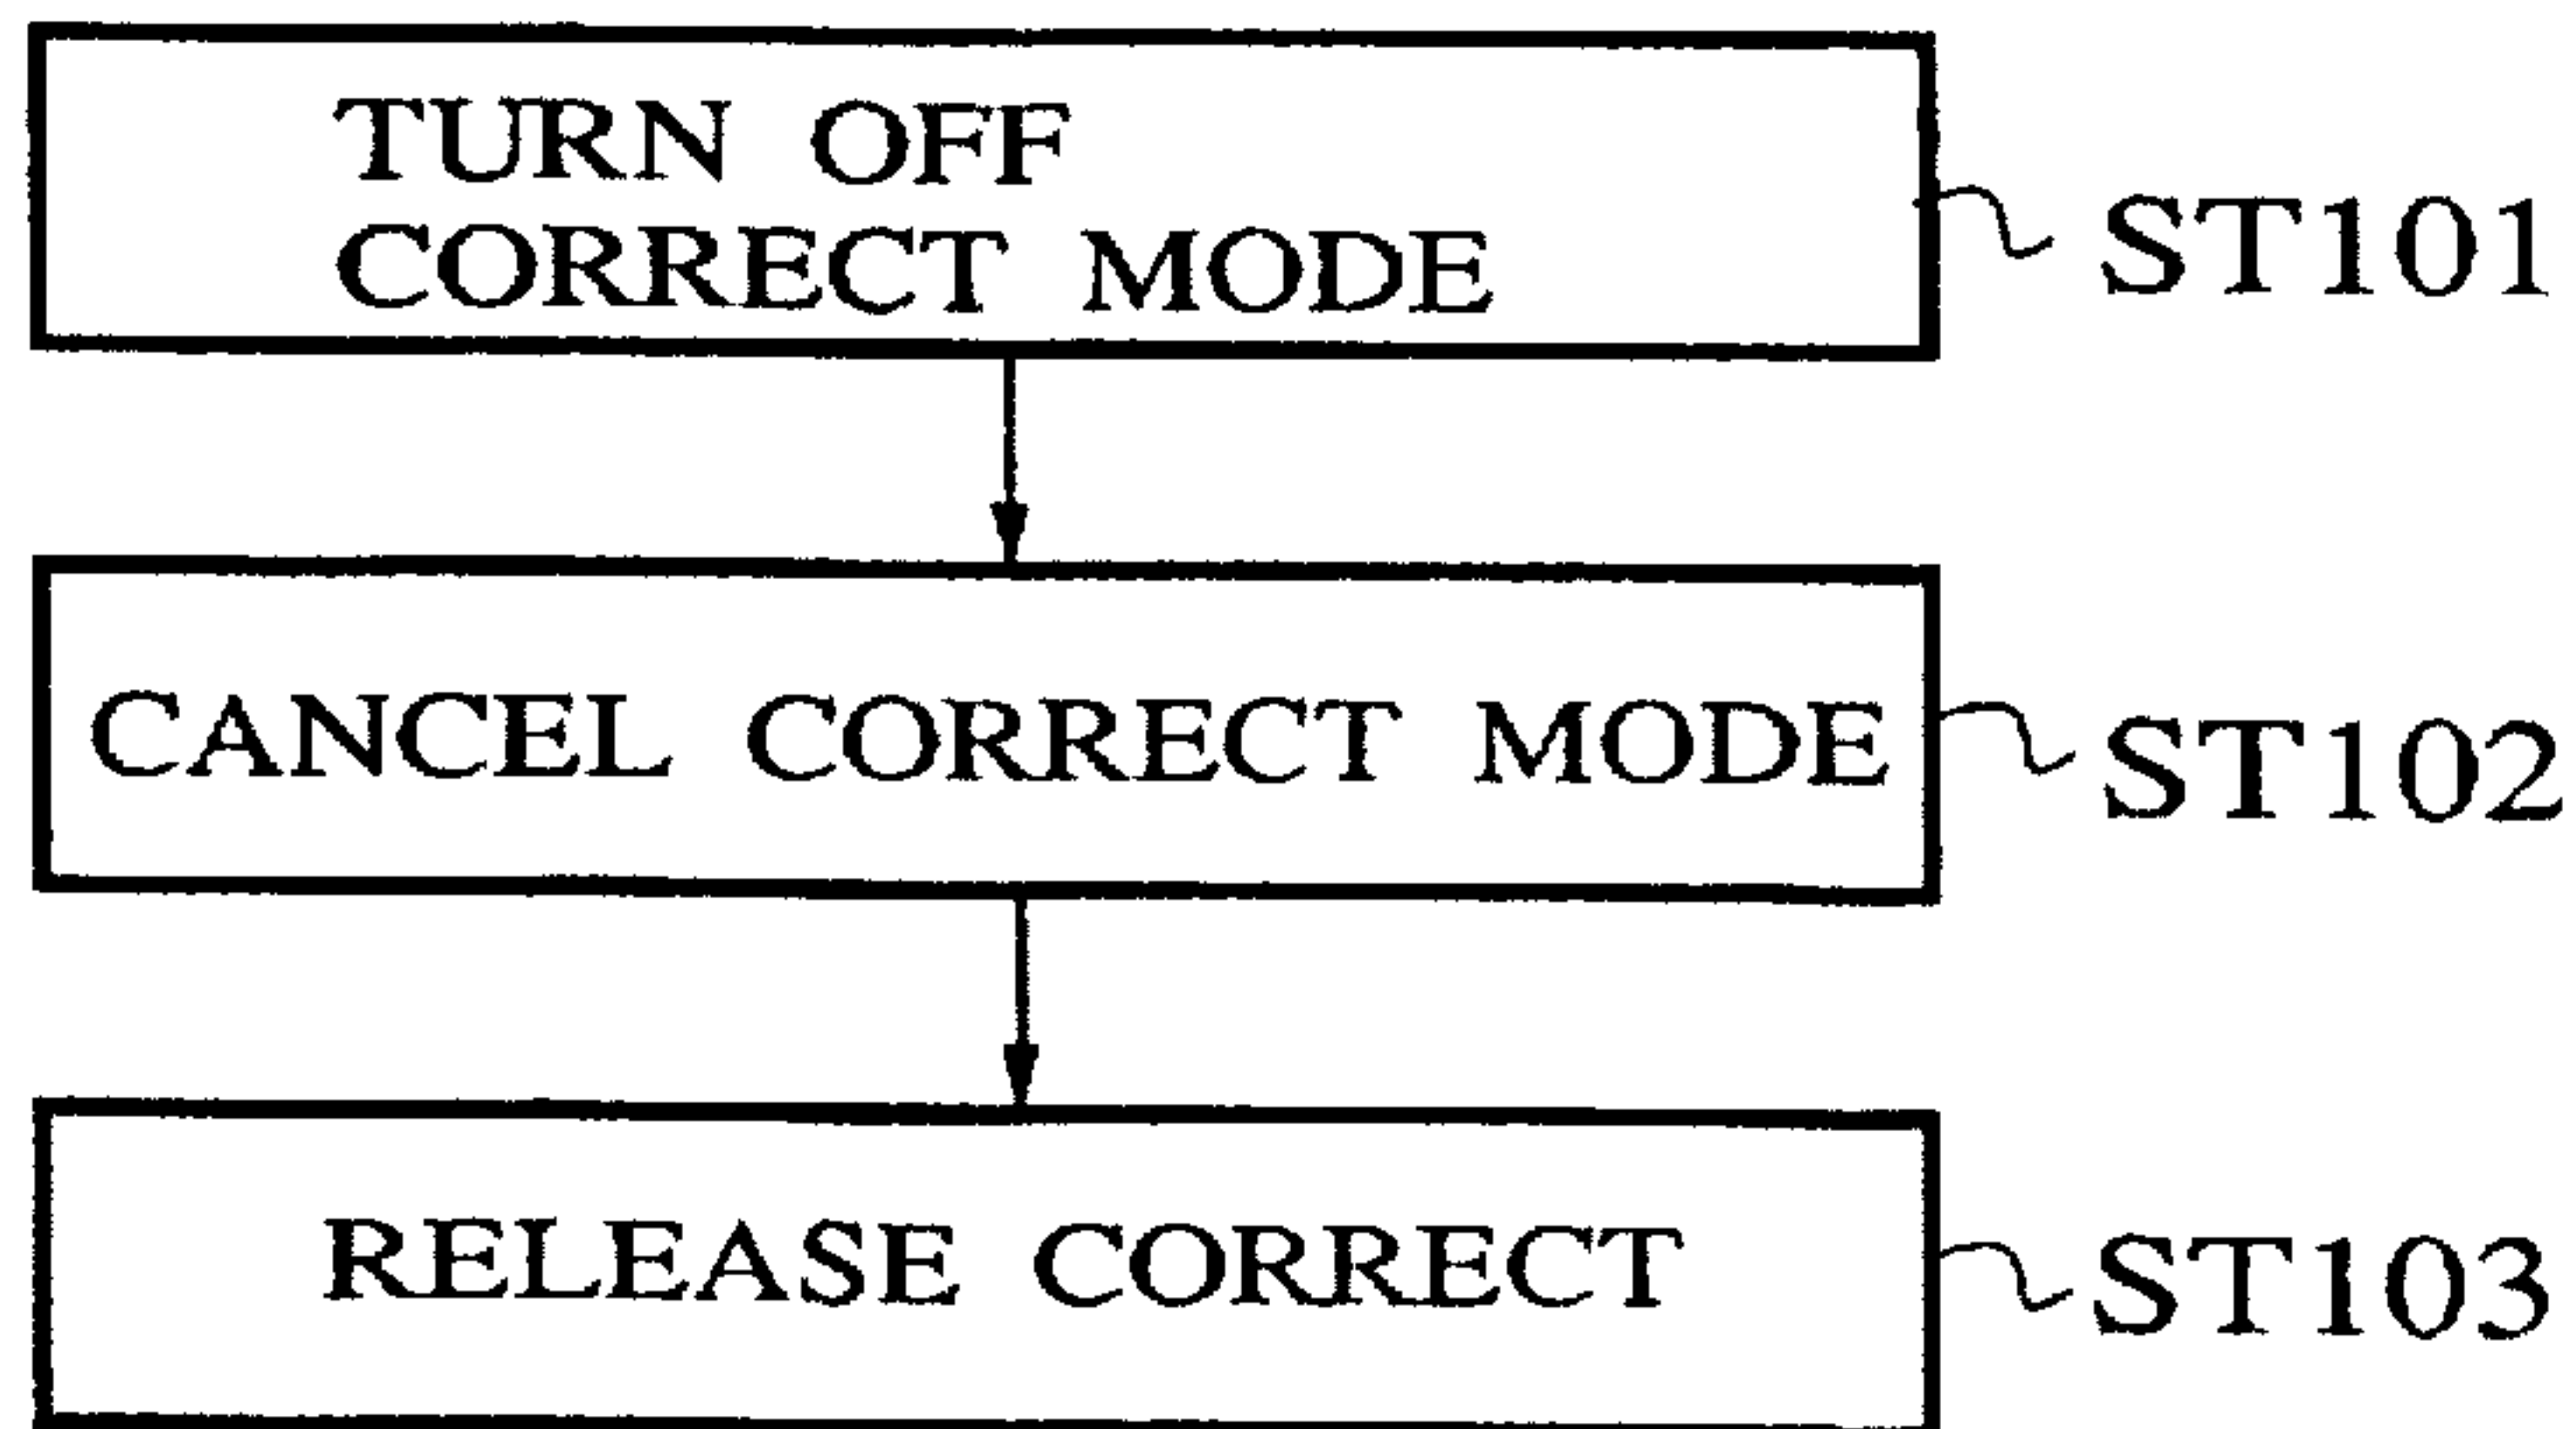 TURN OFF
CORRECT MODE
ST101
CANCEL CORRECT MODE
ST102
RELEASE CORRECT
ST103